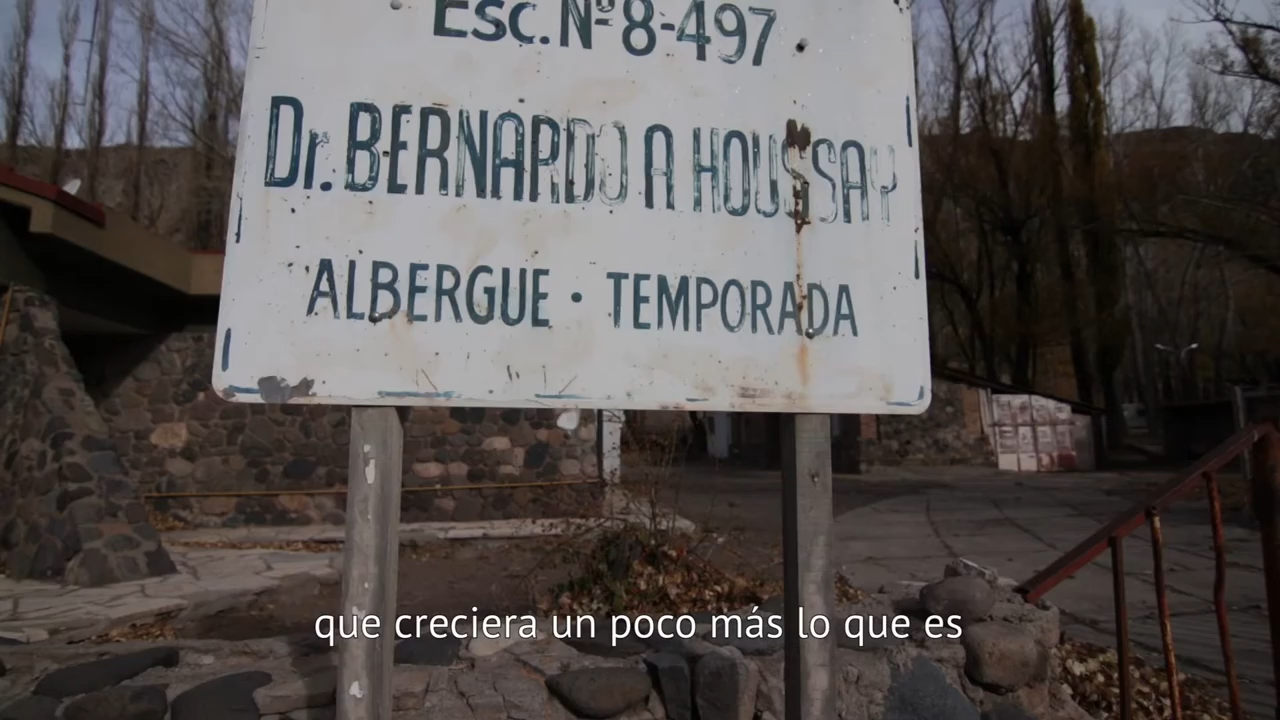 Esc. Nº 8-497
Dr. BERNARDO A HOUSSAY
ALBERGUE · TEMPORADA
que creciera un poco más lo que es